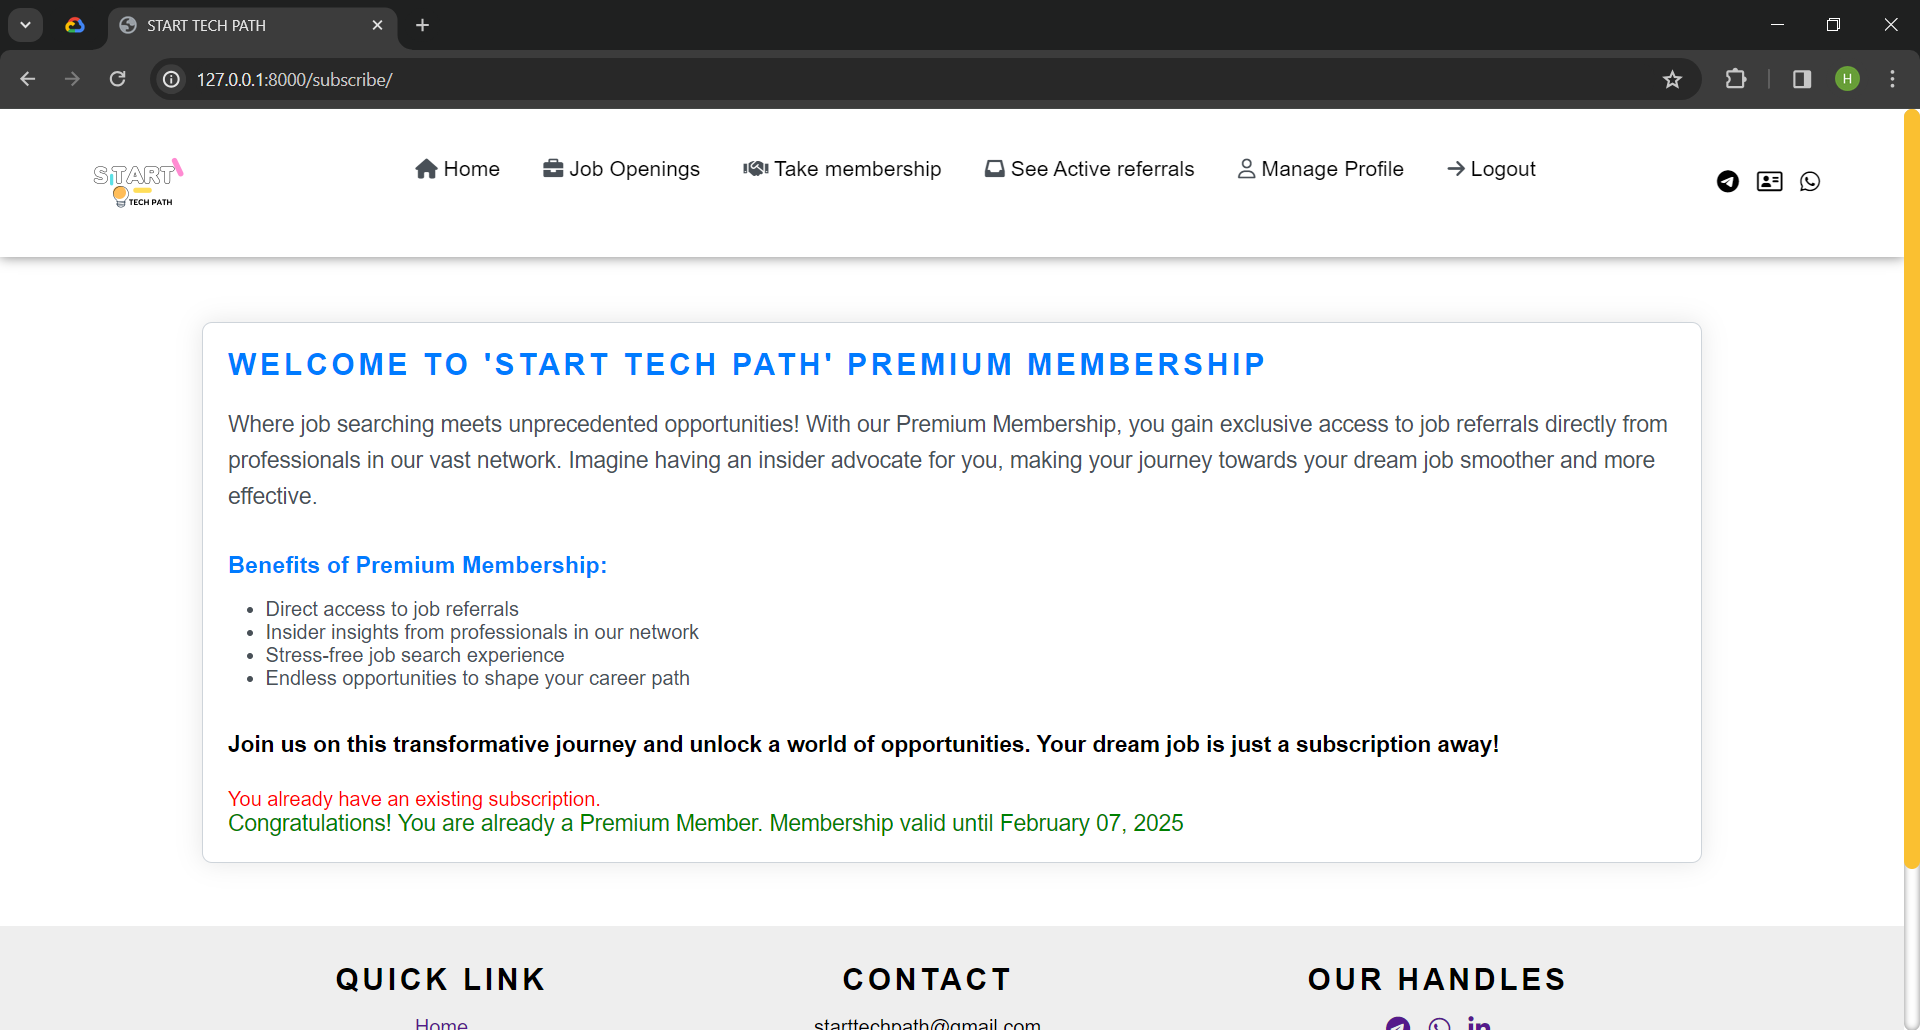 START TECH PATH
127.0.0.1:8000/subscribe/
H
START
TECH PATH
Home
Job Openings
Take membership
See Active referrals
Manage Profile
Logout
WELCOME TO 'START TECH PATH' PREMIUM MEMBERSHIP
Where job searching meets unprecedented opportunities! With our Premium Membership, you gain exclusive access to job referrals directly from
professionals in our vast network. Imagine having an insider advocate for you, making your journey towards your dream job smoother and more
effective.
Benefits of Premium Membership:
Direct access to job referrals
Insider insights from professionals in our network
Stress-free job search experience
Endless opportunities to shape your career path
Join us on this transformative journey and unlock a world of opportunities. Your dream job is just a subscription away!
You already have an existing subscription.
Congratulations! You are already a Premium Member. Membership valid until February 07, 2025
QUICK LINK
CONTACT
OUR HANDLES
Home
starttechpath@gmail.com